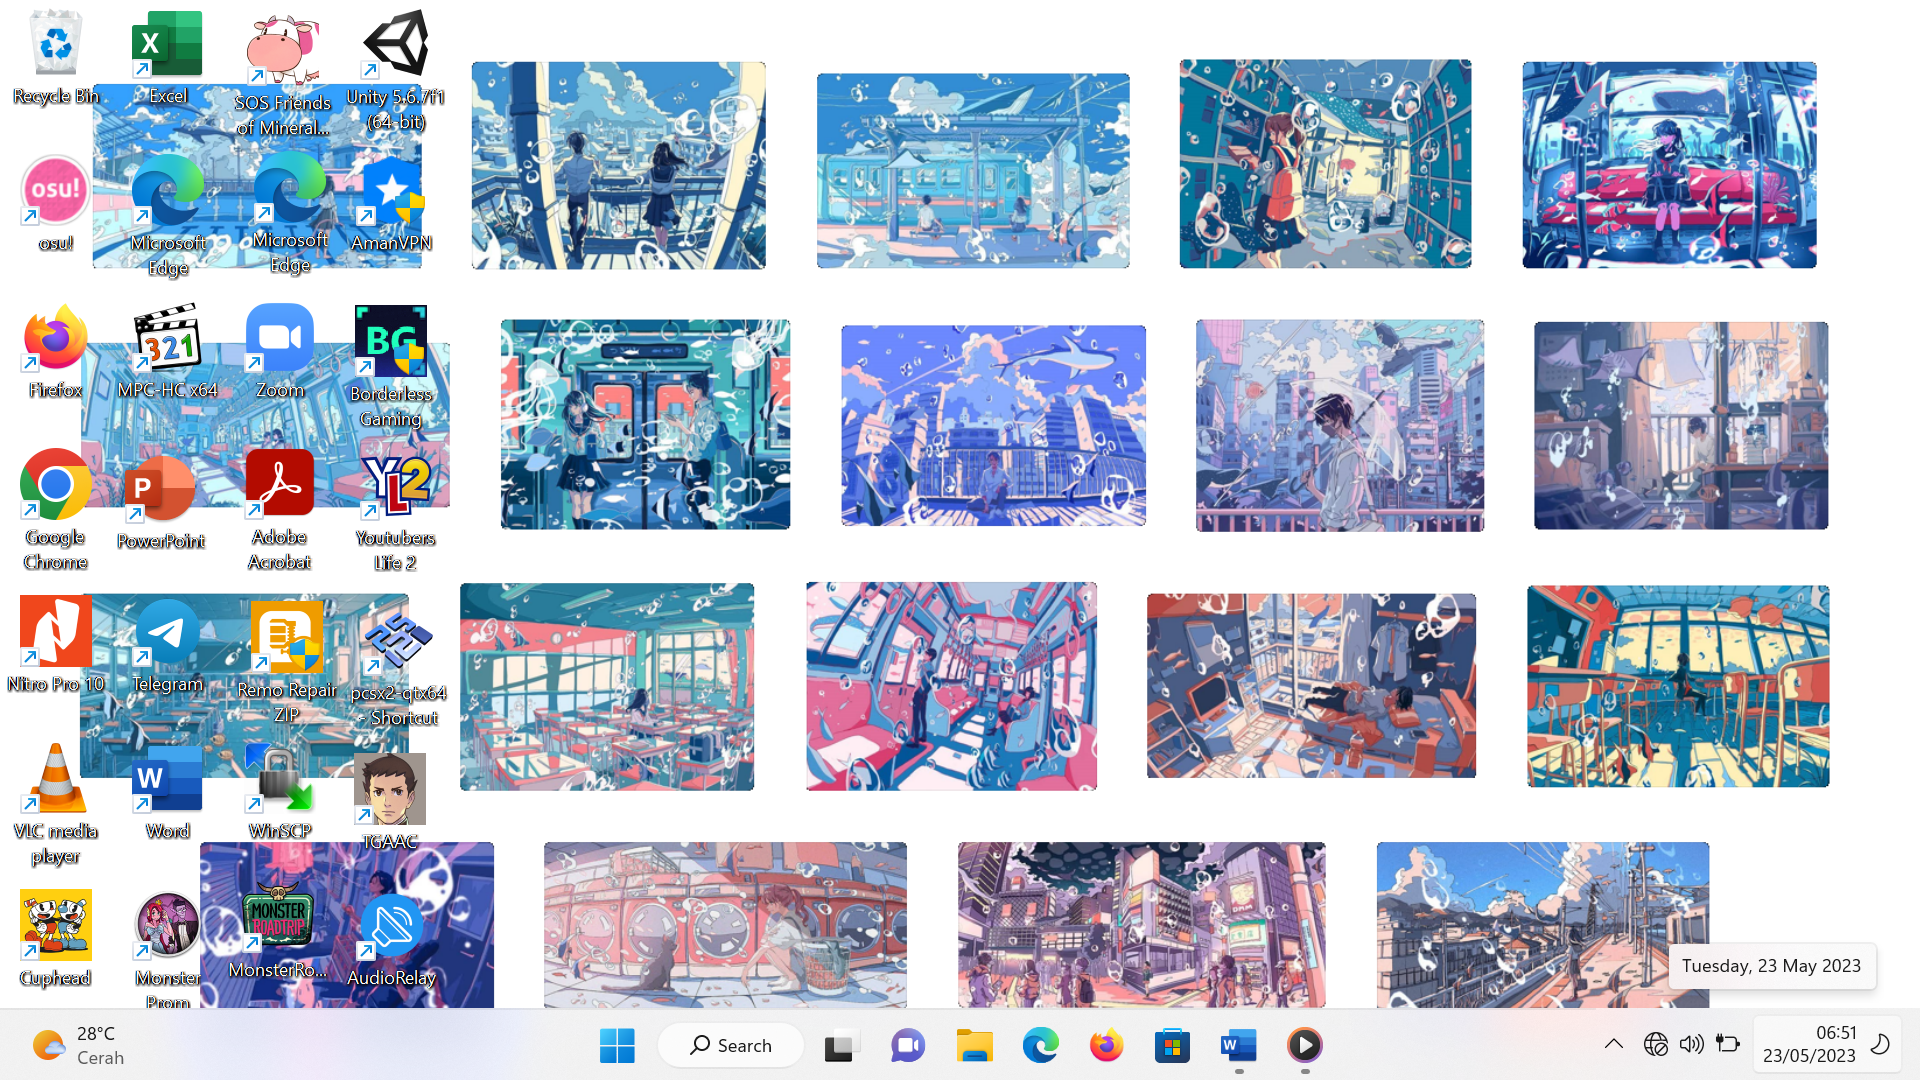 Recycle Bin
Excel
SOS Friends
of Mineral...
Unity 5.6.7f1
(64-bit)
osu!
osu!
Microsoft
Edge
Microsoft
Edge
AmanVPN
Firefox
321
MPC-HC x64
Zoom
BG
Borderless
Gaming
Google
Chrome
P
PowerPoint
Adobe
Acrobat
YL2
Youtubers
Life 2
Nitro Pro 10
Telegram
Remo Repair
ZIP
pcsx2-qtx64
- Shortcut
VLC media
player
W
Word
WinSCP
TGAAC
Cuphead
Monster
Prom
MONSTER
ROADTRIP
MonsterRo...
AudioRelay
Tuesday, 23 May 2023
28°C
Cerah
Search
06:51
23/05/2023